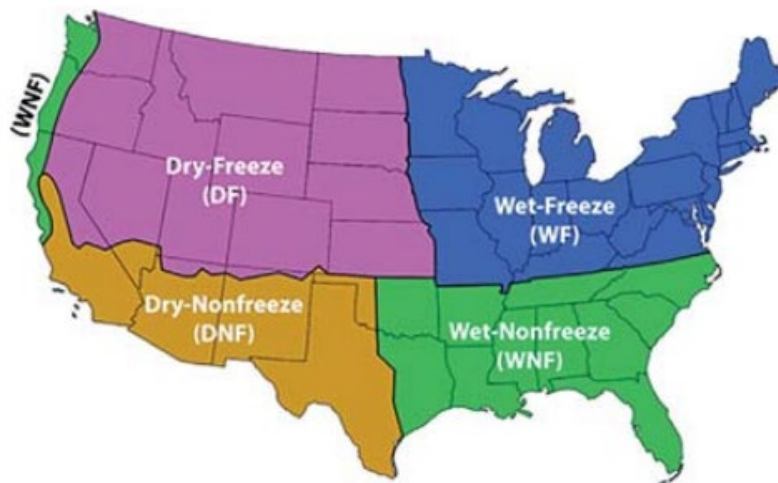 (WNF)
Dry-Freeze
(DF)
Wet-Freeze
(WF)
Dry-Nonfreeze
(DNF)
Wet-Nonfreeze
(WNF)